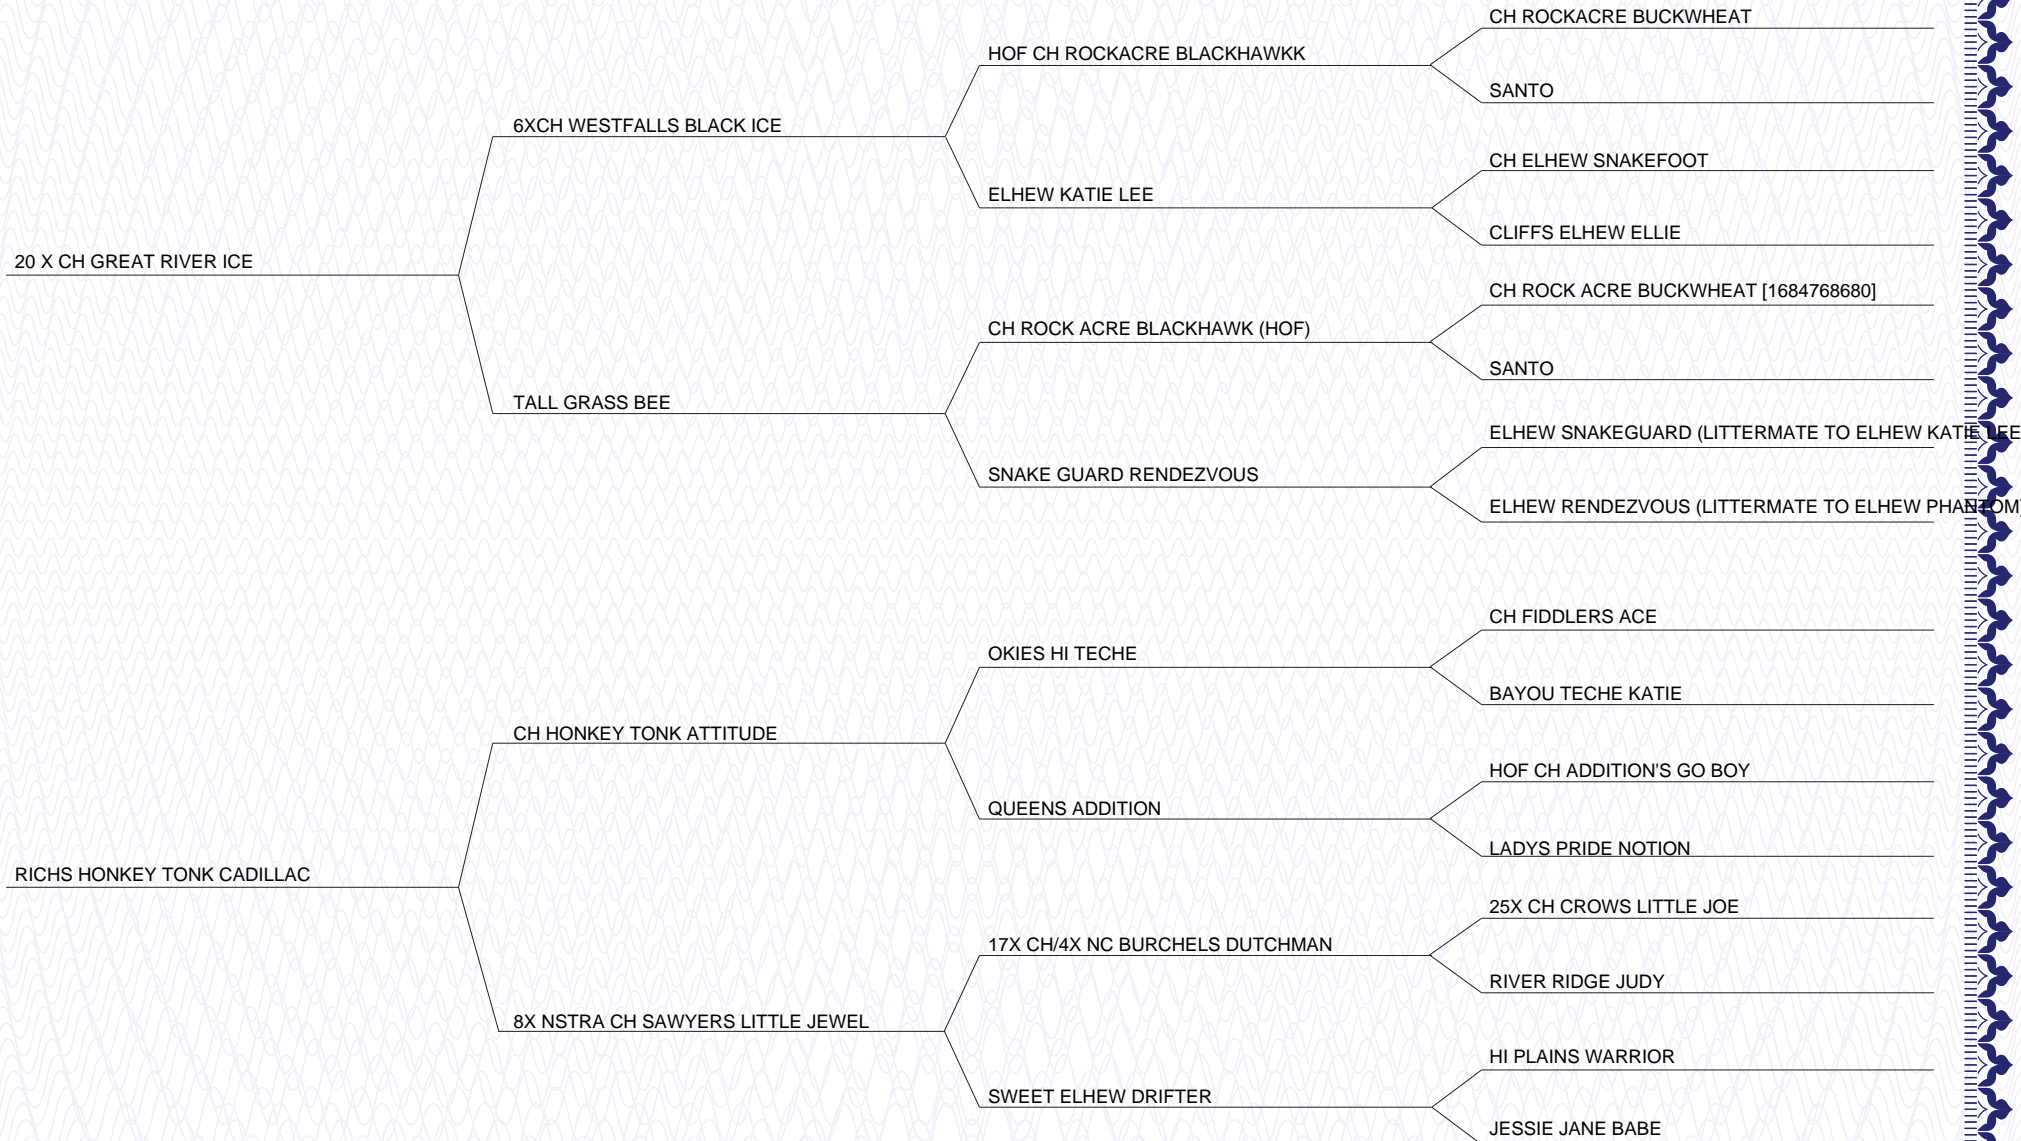 CH ROCKACRE BUCKWHEAT
HOF CH ROCKACRE BLACKHAWKK
SANTO
6XCH WESTFALLS BLACK ICE
CH ELHEW SNAKEFOOT
ELHEW KATIE LEE
CLIFFS ELHEW ELLIE
20 X CH GREAT RIVER ICE
CH ROCK ACRE BUCKWHEAT [1684768680]
CH ROCK ACRE BLACKHAWK (HOF)
SANTO
TALL GRASS BEE
ELHEW SNAKEGUARD (LITTERMATE TO ELHEW KATIE LEE
SNAKE GUARD RENDEZVOUS
ELHEW RENDEZVOUS (LITTERMATE TO ELHEW PHANTOM)
CH FIDDLERS ACE
OKIES HI TECHE
BAYOU TECHE KATIE
CH HONKEY TONK ATTITUDE
HOF CH ADDITION'S GO BOY
QUEENS ADDITION
LADYS PRIDE NOTION
RICHS HONKEY TONK CADILLAC
25X CH CROWS LITTLE JOE
17X CH/4X NC BURCHELS DUTCHMAN
RIVER RIDGE JUDY
8X NSTRA CH SAWYERS LITTLE JEWEL
HI PLAINS WARRIOR
SWEET ELHEW DRIFTER
JESSIE JANE BABE